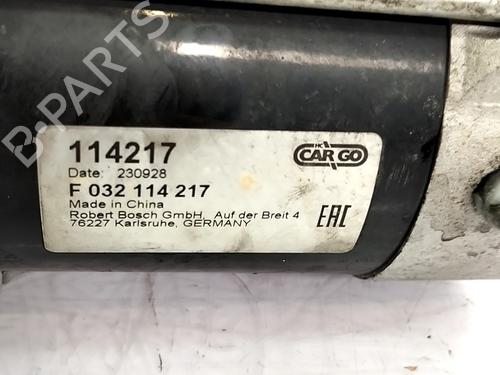 B-PARTS
114217
Date: 230928
F 032 114 217
Made in China
Robert Bosch GmbH, Auf der Breit 4
76227 Karlsruhe, GERMANY
HC
CARGO
EAC